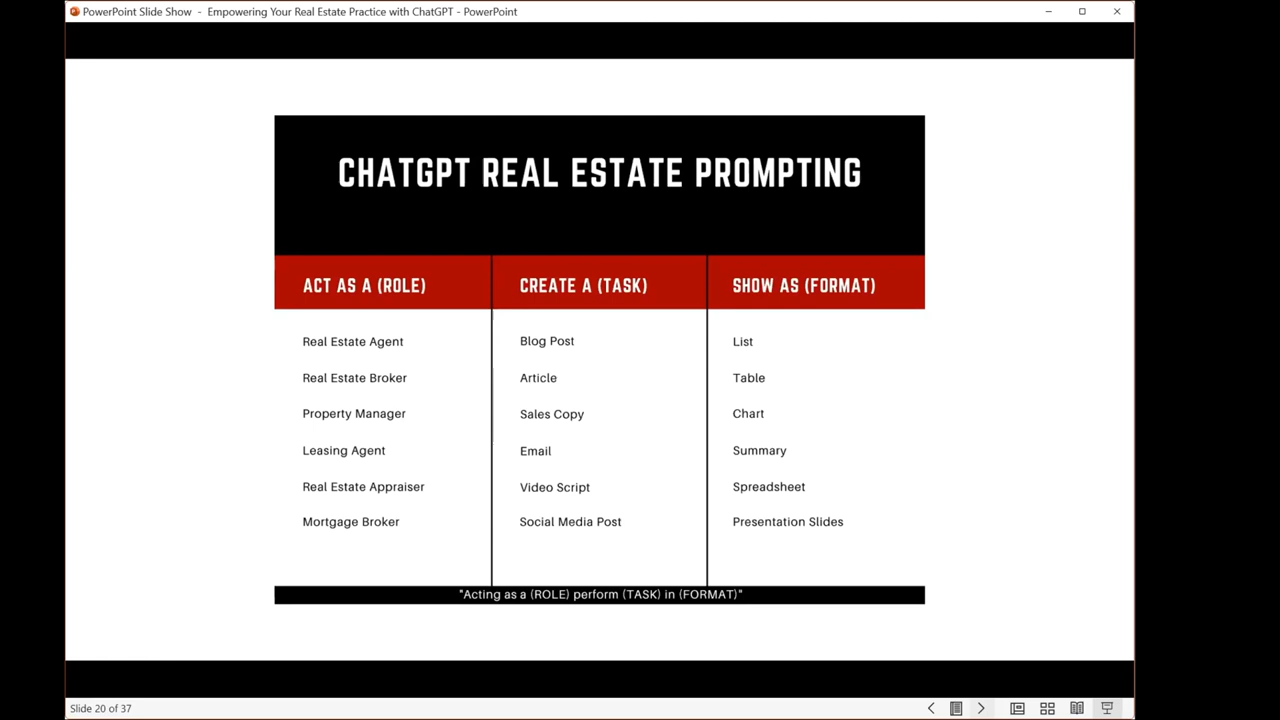 PowerPoint Slide Show - Empowering Your Real Estate Practice with ChatGPT - PowerPoint
CHATGPT REAL ESTATE PROMPTING
ACT AS A (ROLE)
CREATE A (TASK)
SHOW AS (FORMAT)
Real Estate Agent
Blog Post
List
Real Estate Broker
Article
Table
Property Manager
Sales Copy
Chart
Leasing Agent
Email
Summary
Real Estate Appraiser
Video Script
Spreadsheet
Mortgage Broker
Social Media Post
Presentation Slides
"Acting as a (ROLE) perform (TASK) in (FORMAT)"
Slide 20 of 37